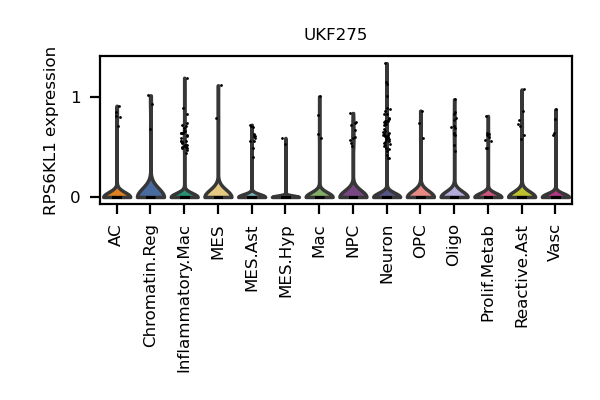 UKF275
RPS6KL1 expression
1
0
AC
Chromatin.Reg
Inflammatory.Mac
MES
MES.Ast
MES.Hyp
Mac
NPC
Neuron
OPC
Oligo
Prolif.Metab
Reactive.Ast
Vasc